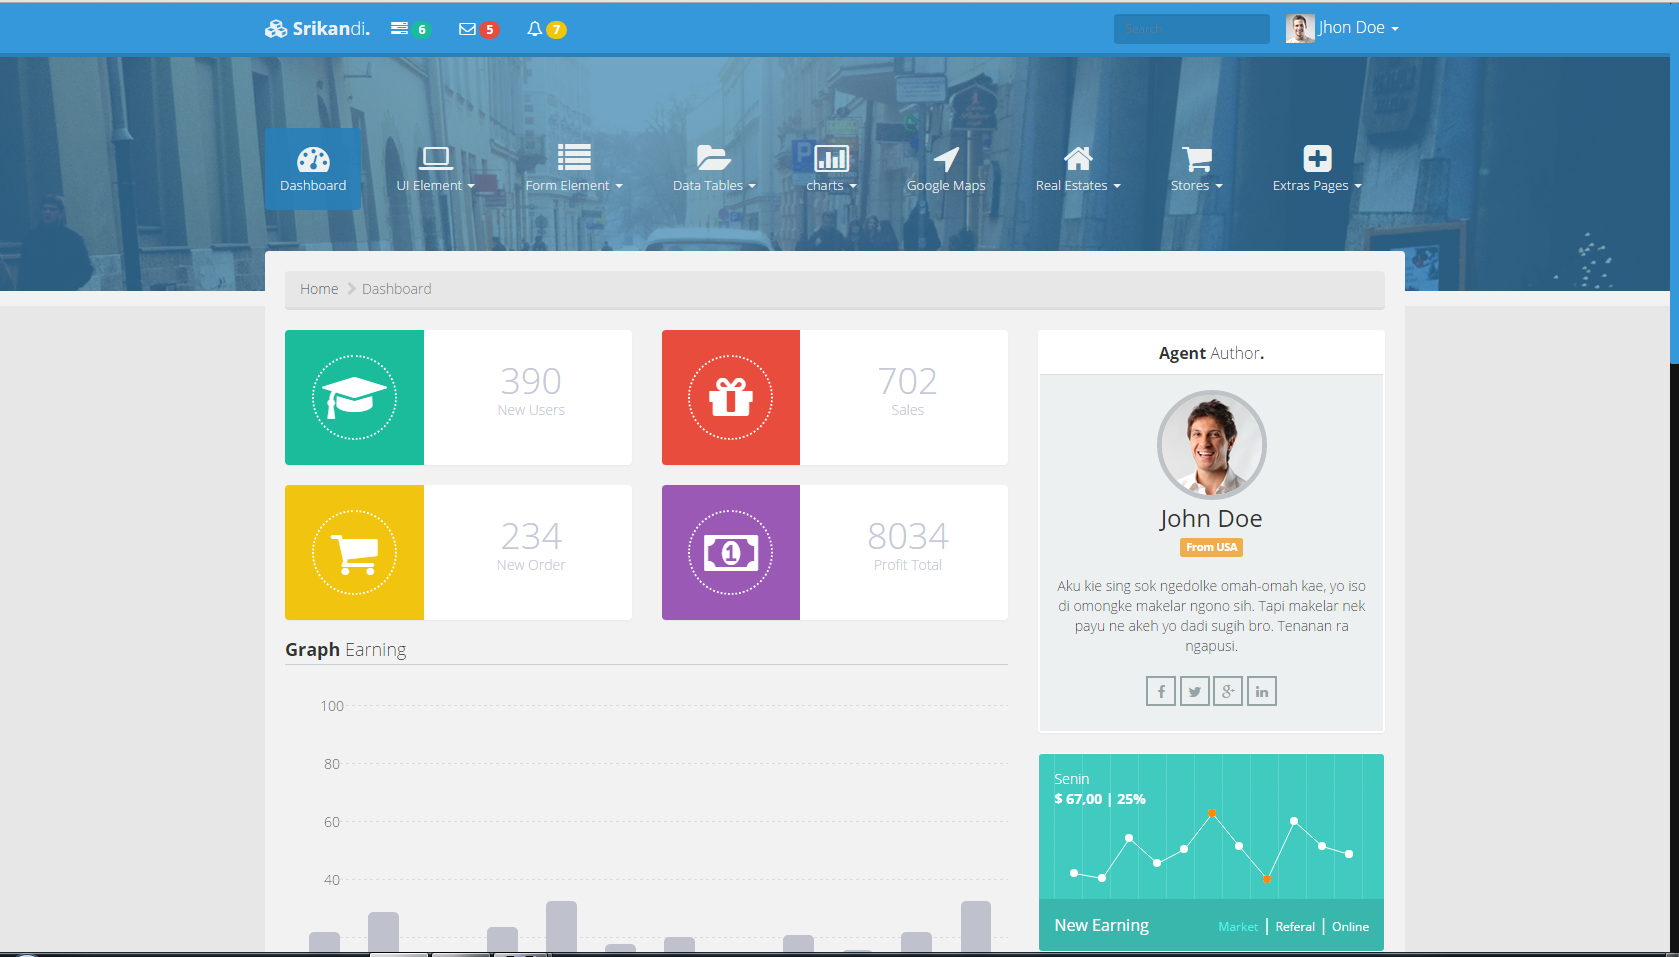 Srikandi. 6 5 7 Search Jhon Doe
Dashboard UI Element Form Element Data Tables charts Google Maps Real Estates Stores Extras Pages
Home Dashboard
390
New Users
702
Sales
234
New Order
8034
Profit Total
Graph Earning
100
80
60
40
Agent Author.
John Doe
From USA
Aku kie sing sok ngedolke omah-omah kae, yo iso
di omongke makelar ngono sih. Tapi makelar nek
payu ne akeh yo dadi sugih bro. Tenanan ra
ngapusi.
Senin
$ 67,00 | 25%
New Earning Market | Referal | Online